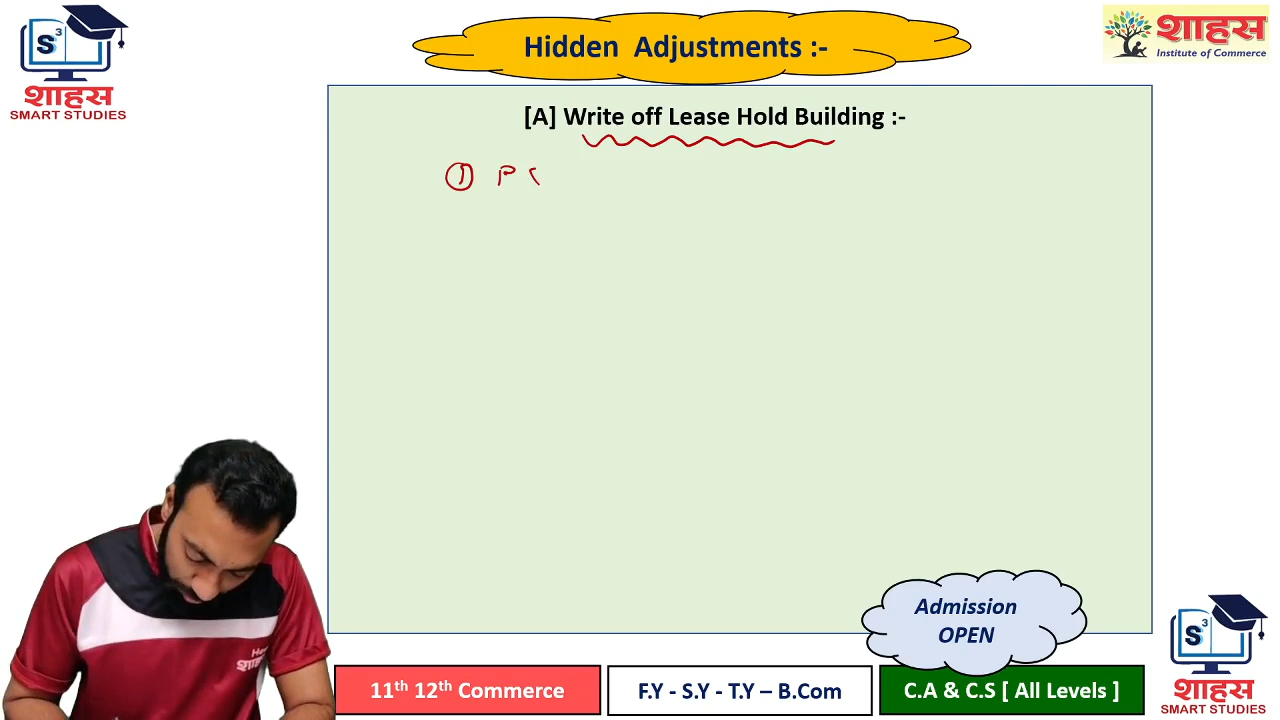 S³
शाहस
SMART STUDIES
Hidden Adjustments :-
शाहस
Institute of Commerce
[A] Write off Lease Hold Building :-
① P
Admission
OPEN
11th 12th Commerce
F.Y - S.Y - T.Y – B.Com
C.A & C.S [ All Levels ]
शाहस
S³
शाहस
SMART STUDIES